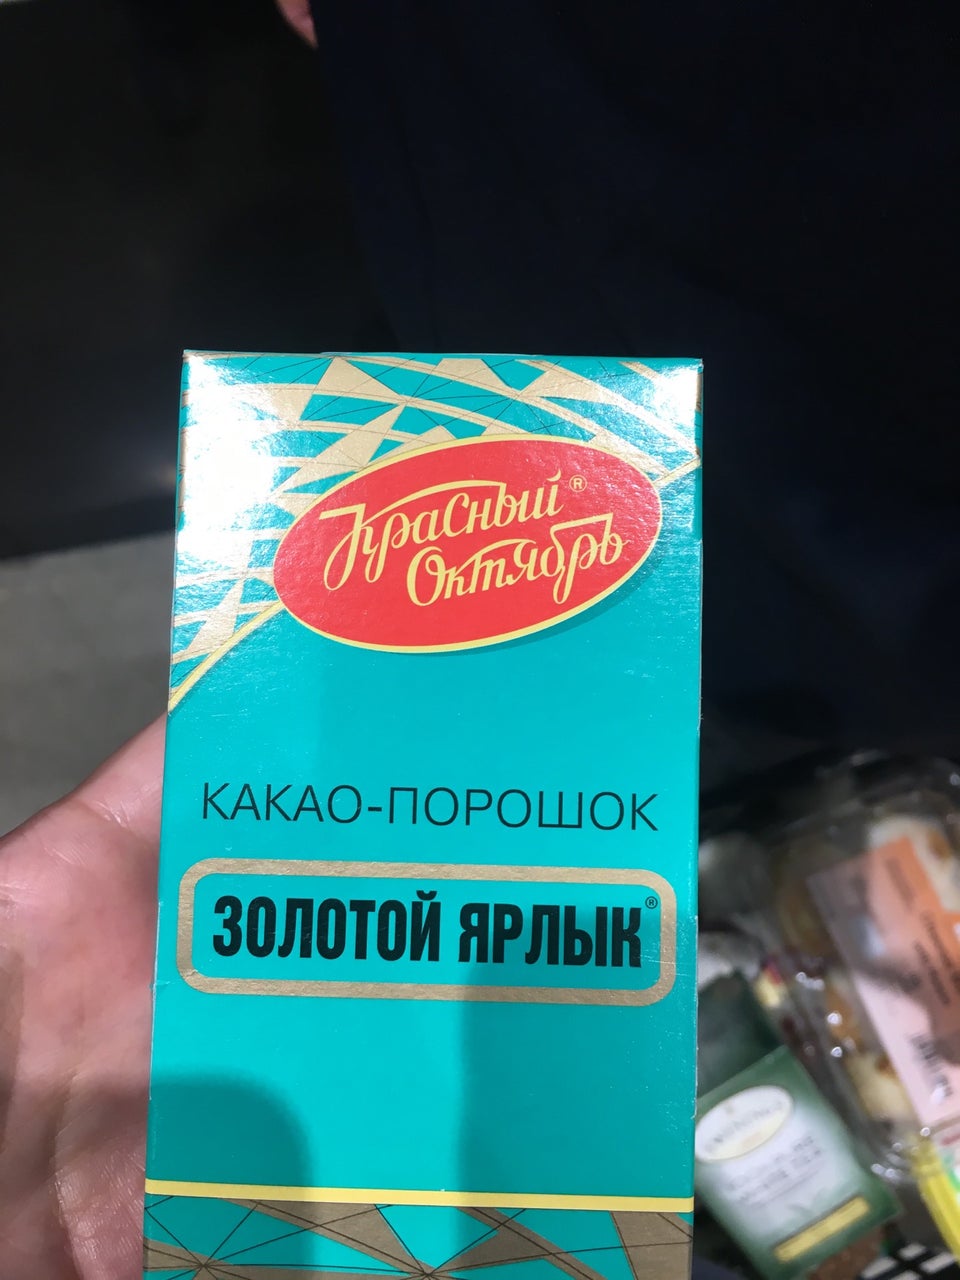 Красный®
Октябрь
КАКАО-ПОРОШОК
ЗОЛОТОЙ ЯРЛЫК®